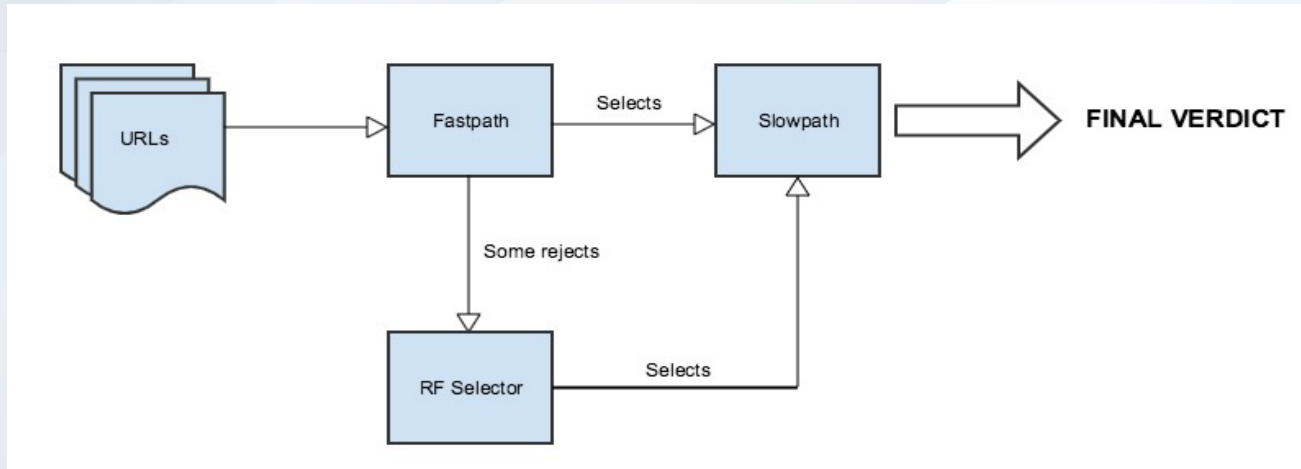 URLs
Fastpath
Selects
Slowpath
FINAL VERDICT
Some rejects
RF Selector
Selects